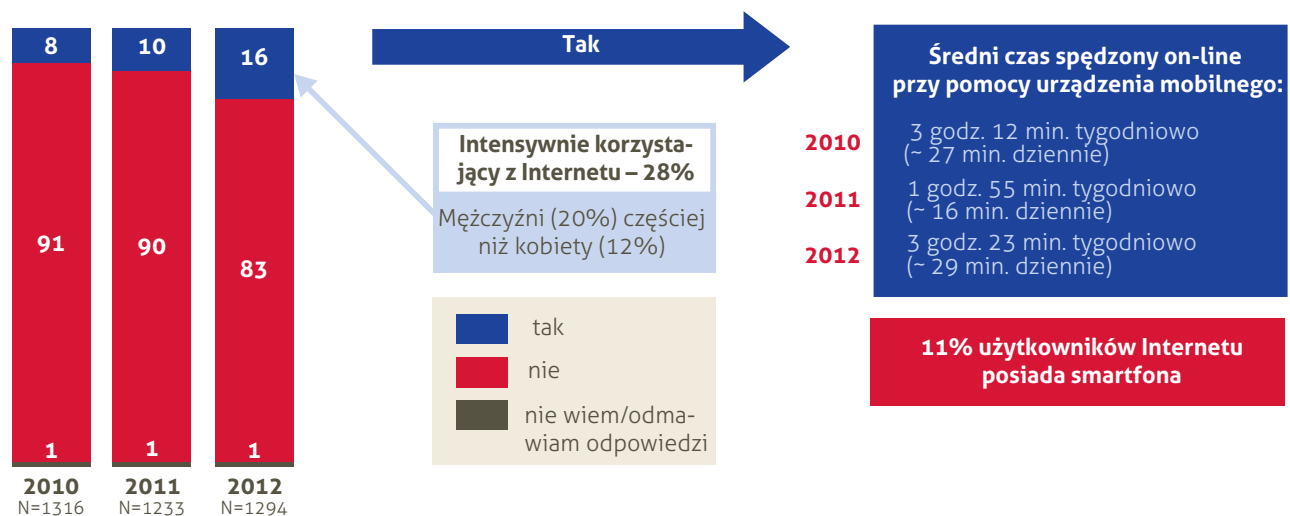 8
10
16
91
90
83
1
1
1
2010
N=1316
2011
N=1233
2012
N=1294
Tak
Intensywnie korzysta-
jący z Internetu – 28%
Mężczyźni (20%) częściej
niż kobiety (12%)
tak
nie
nie wiem/odma-
wiam odpowiedzi
Średni czas spędzony on-line
przy pomocy urządzenia mobilnego:
2010
3 godz. 12 min. tygodniowo
(~ 27 min. dziennie)
2011
1 godz. 55 min. tygodniowo
(~ 16 min. dziennie)
2012
3 godz. 23 min. tygodniowo
(~ 29 min. dziennie)
11% użytkowników Internetu
posiada smartfona